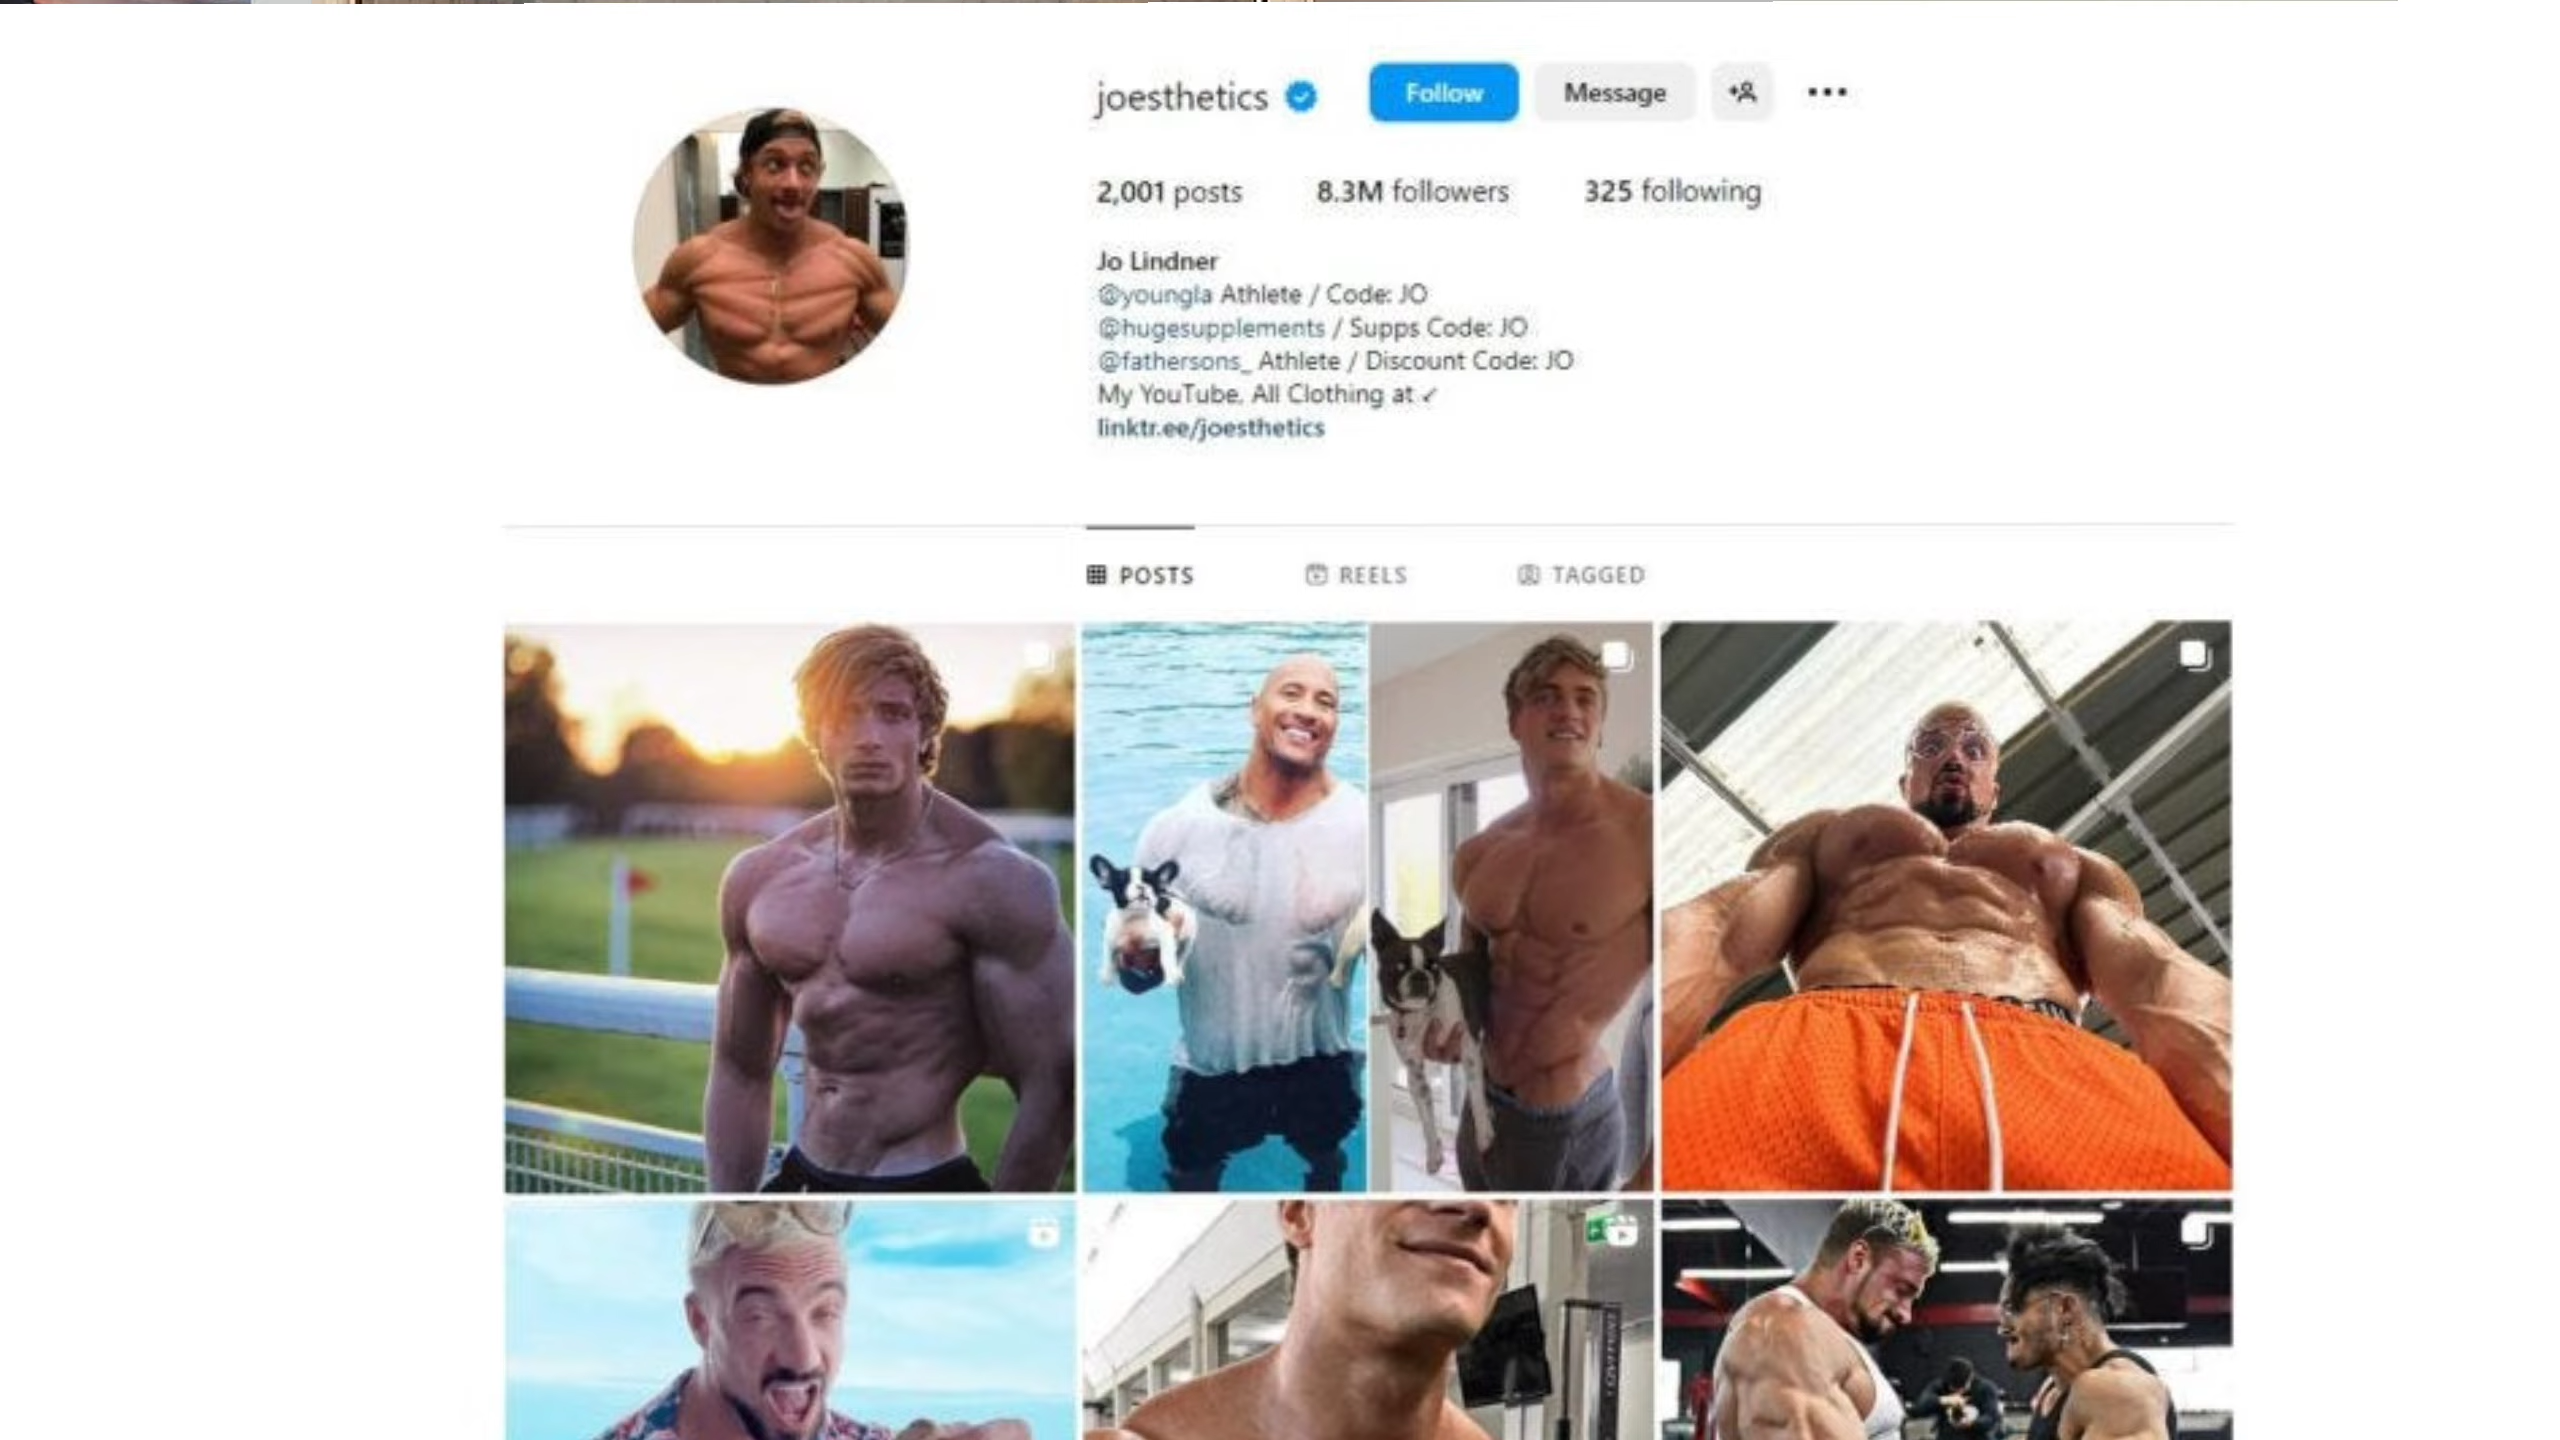 joesthetics
Follow
Message
2,001 posts
8.3M followers
325 following
Jo Lindner
@youngla Athlete / Code: JO
@hugesupplements / Supps Code: JO
@fathersons_ Athlete / Discount Code: JO
My YouTube, All Clothing at ✓
linktr.ee/joesthetics
POSTS
REELS
TAGGED